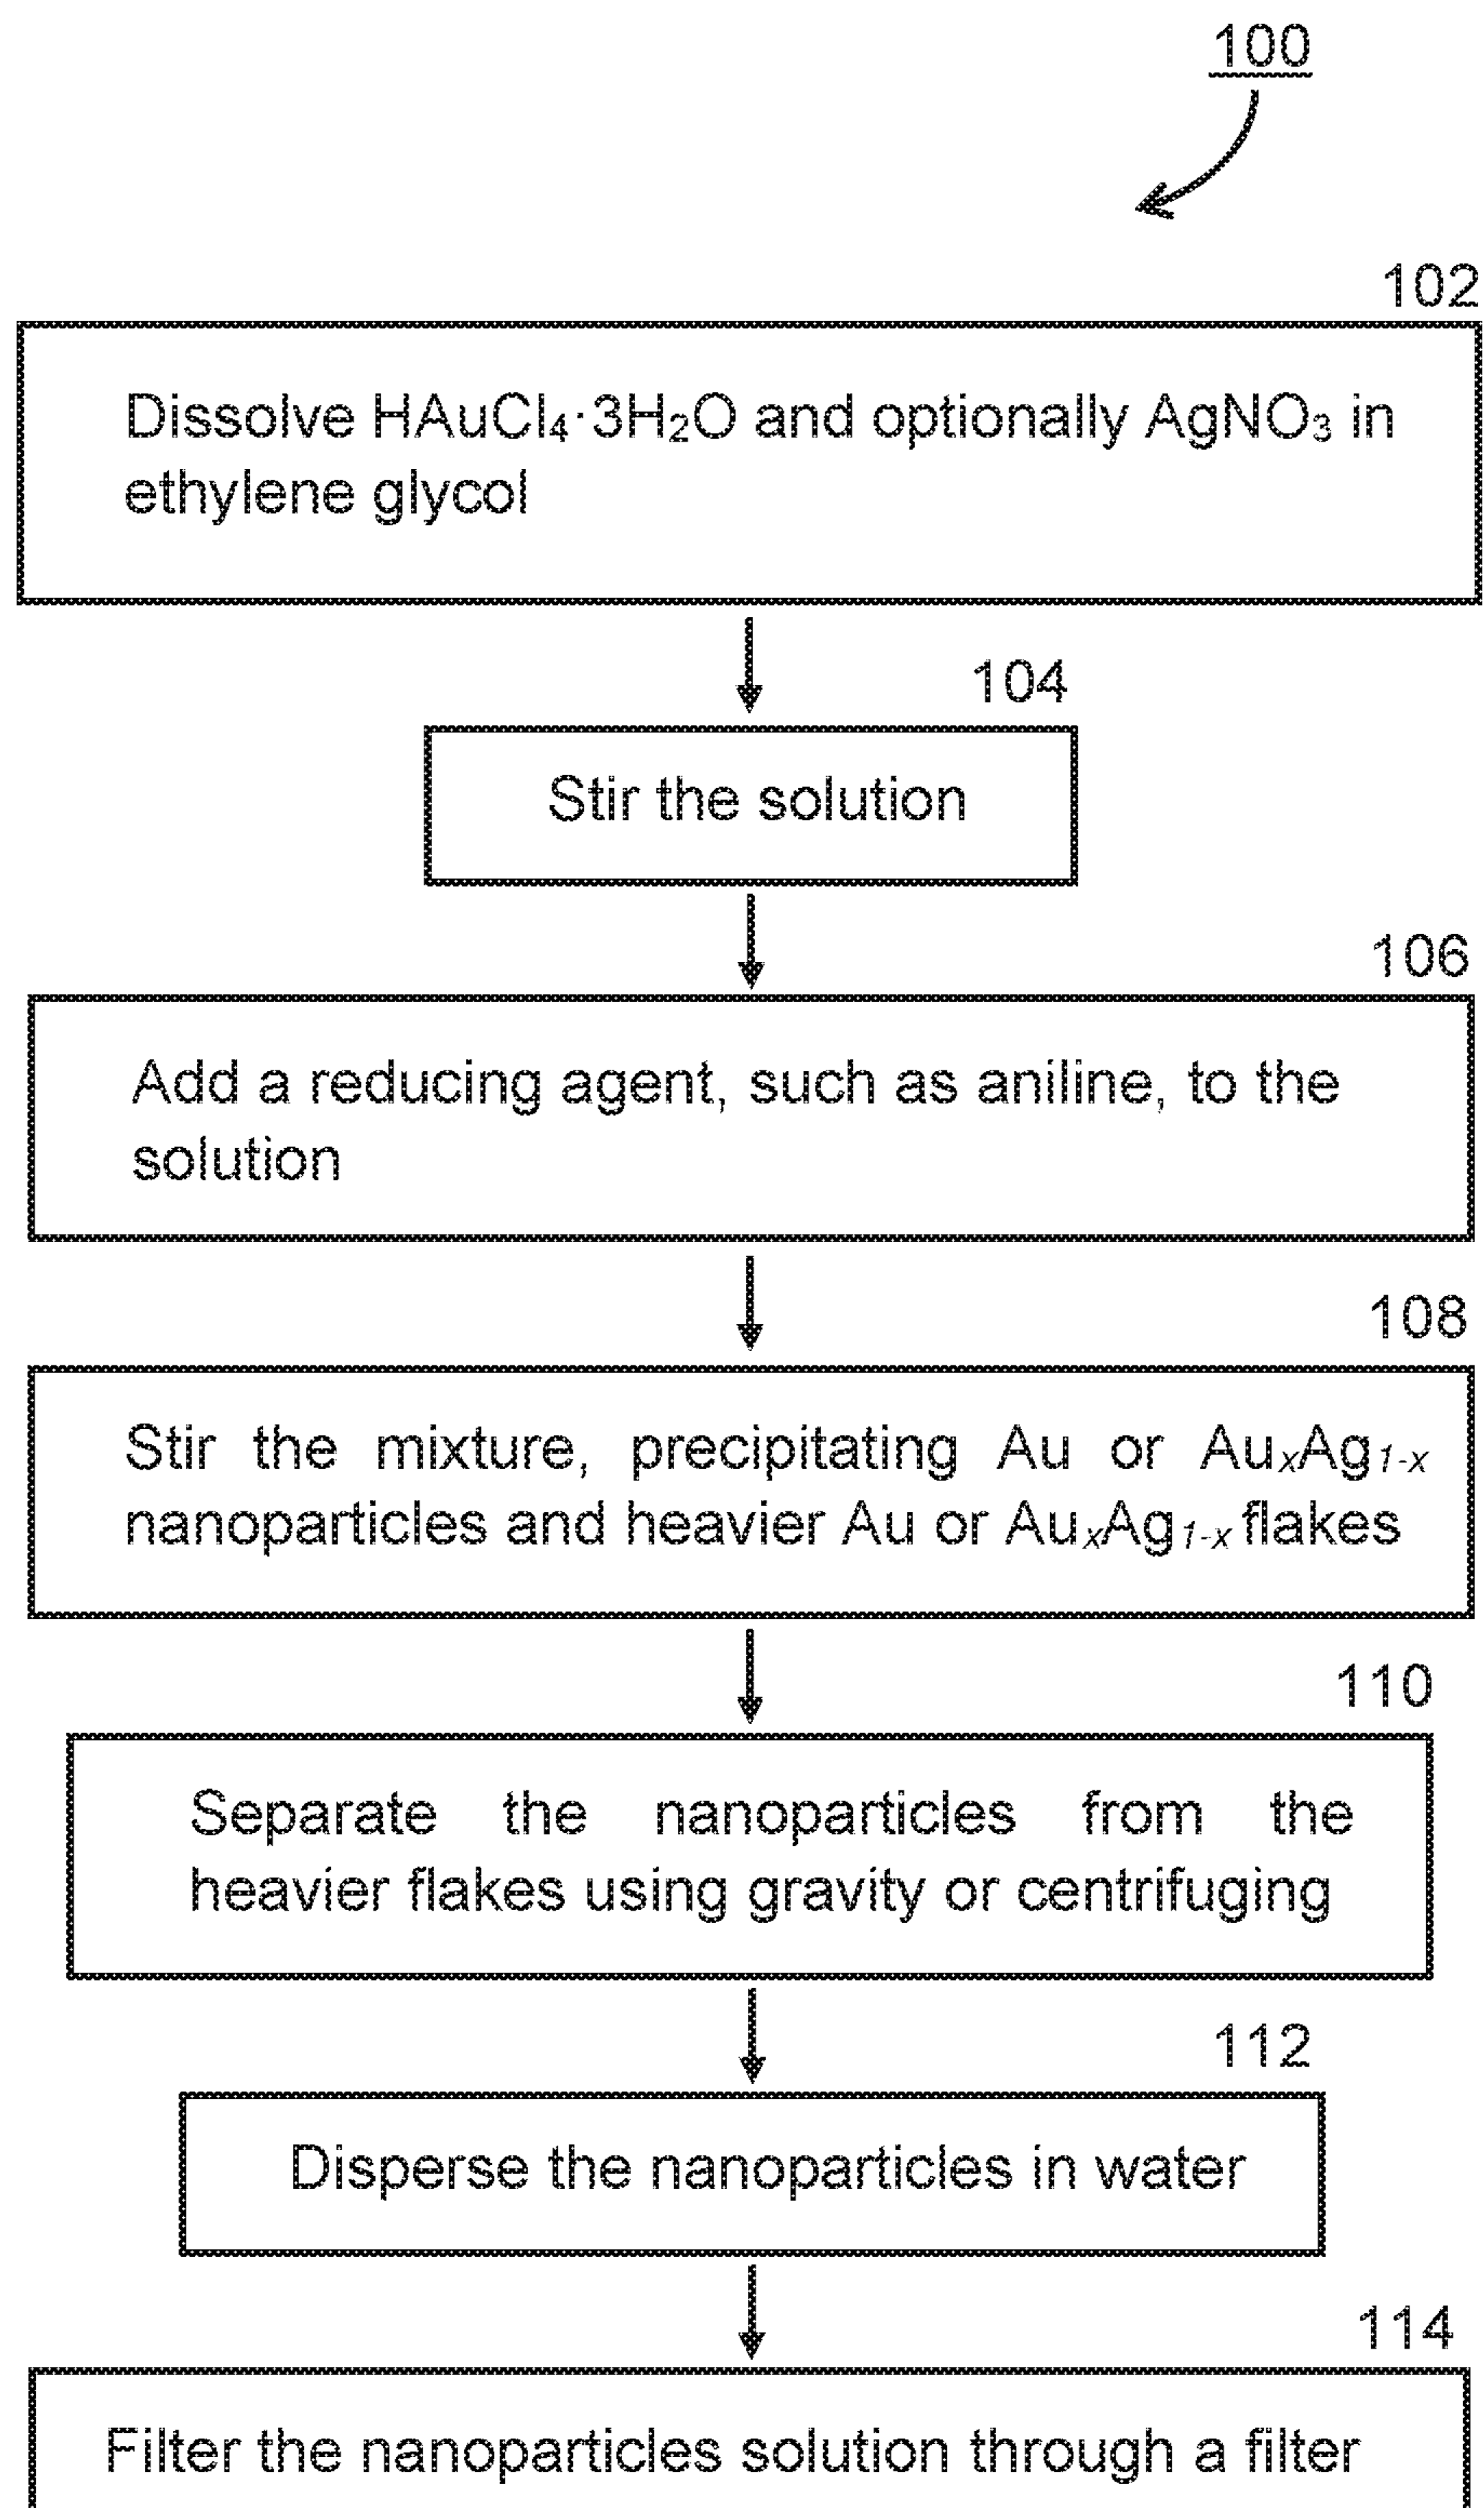 100
102
Dissolve HAuCl₄·3H₂O and optionally AgNO₃ in
ethylene glycol
104
Stir the solution
106
Add a reducing agent, such as aniline, to the
solution
108
Stir the mixture, precipitating Au or AuₓAg₁₋ₓ
nanoparticles and heavier Au or AuₓAg₁₋ₓ flakes
110
Separate the nanoparticles from the
heavier flakes using gravity or centrifuging
112
Disperse the nanoparticles in water
114
Filter the nanoparticles solution through a filter